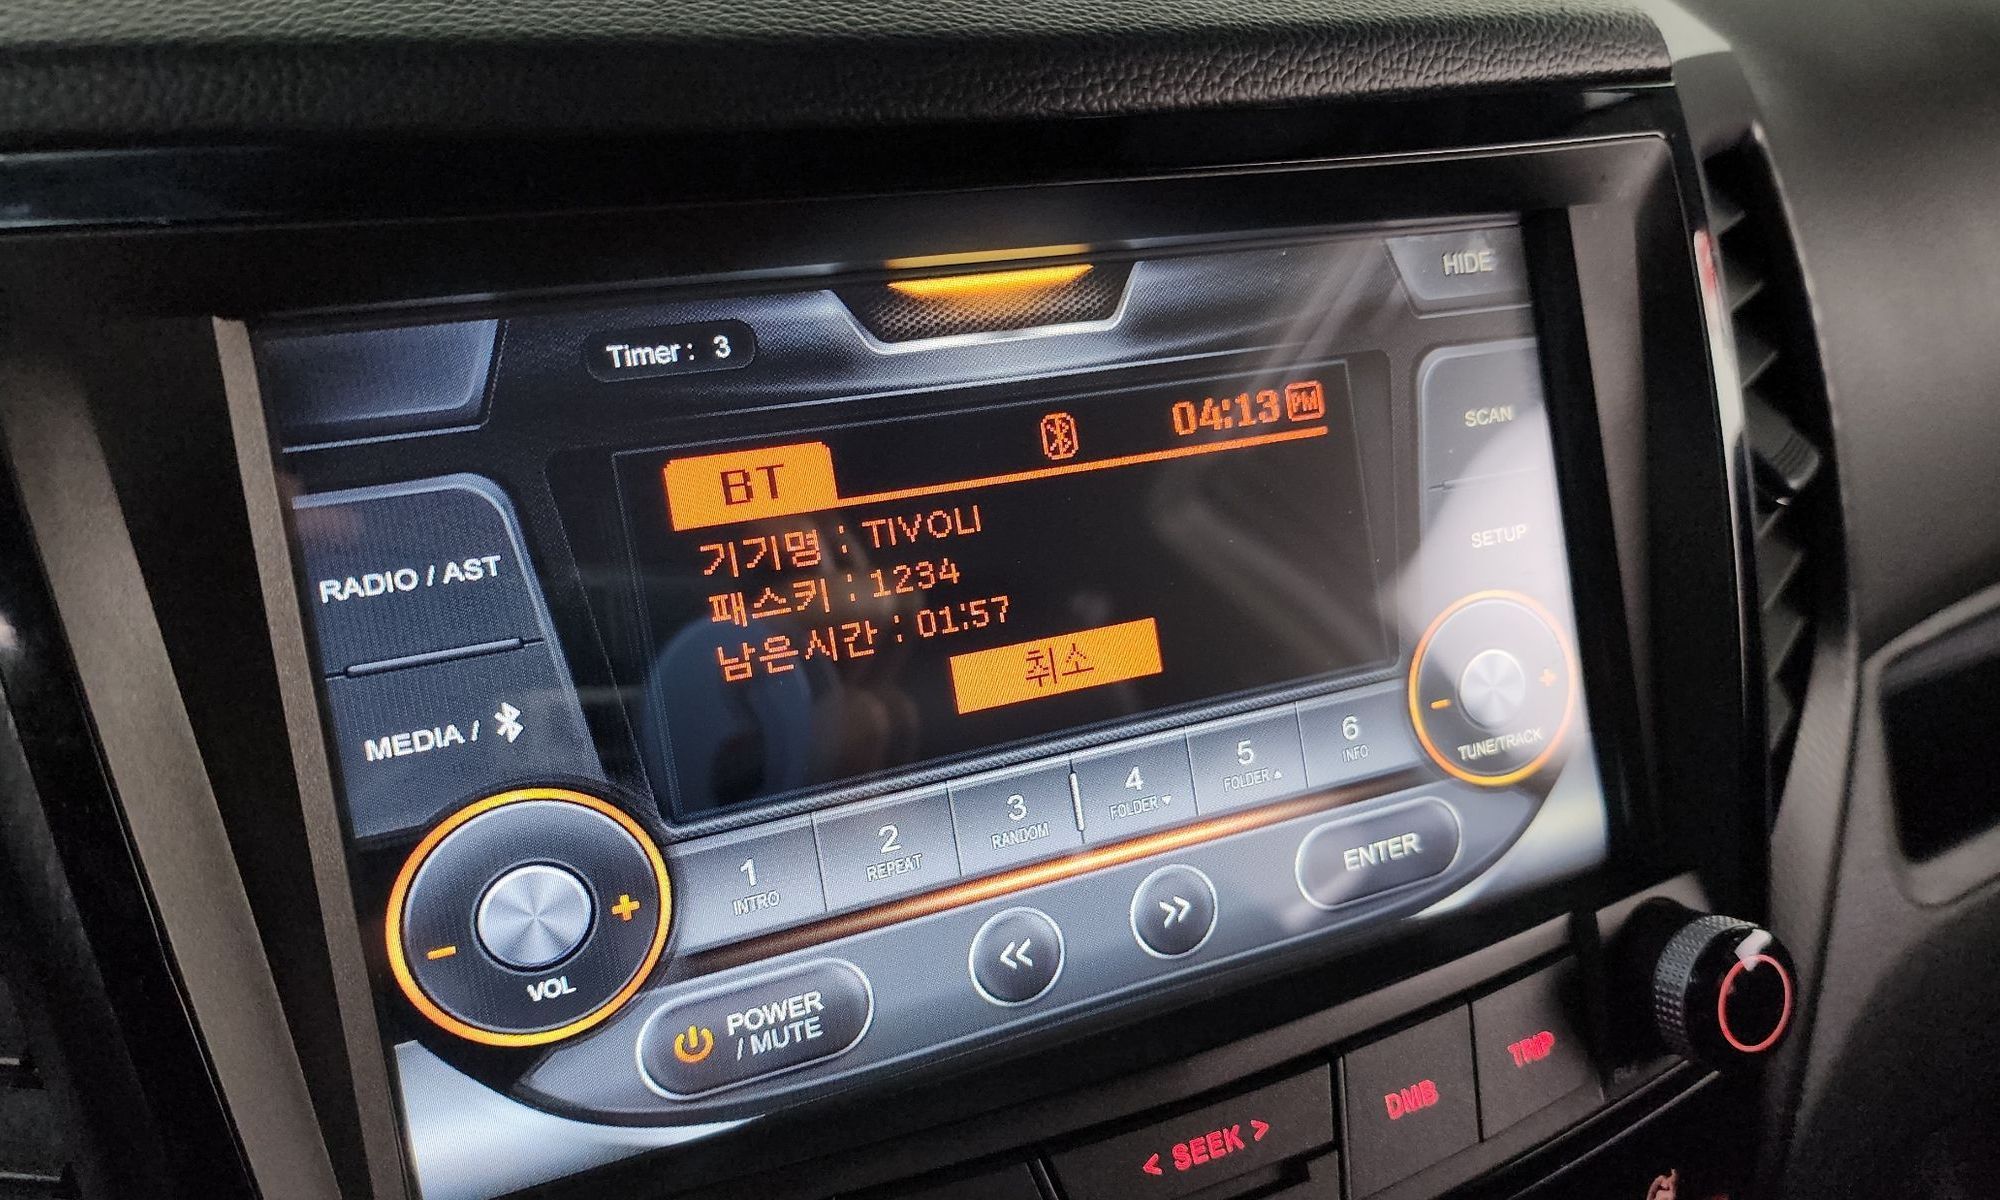 HIDE
Timer : 3
04:13 PM
BT
SCAN
기기명 : TIVOLI
패스키 : 1234
남은시간 : 01:57
취소
SETUP
RADIO / AST
MEDIA /
- +
TUNE/TRACK
1 INTRO
2 REPEAT
3 RANDOM
4 FOLDER ▼
5 FOLDER ▲
6 INFO
- +
VOL
POWER
/ MUTE
<<
>>
ENTER
< SEEK >
DMB
TRIP